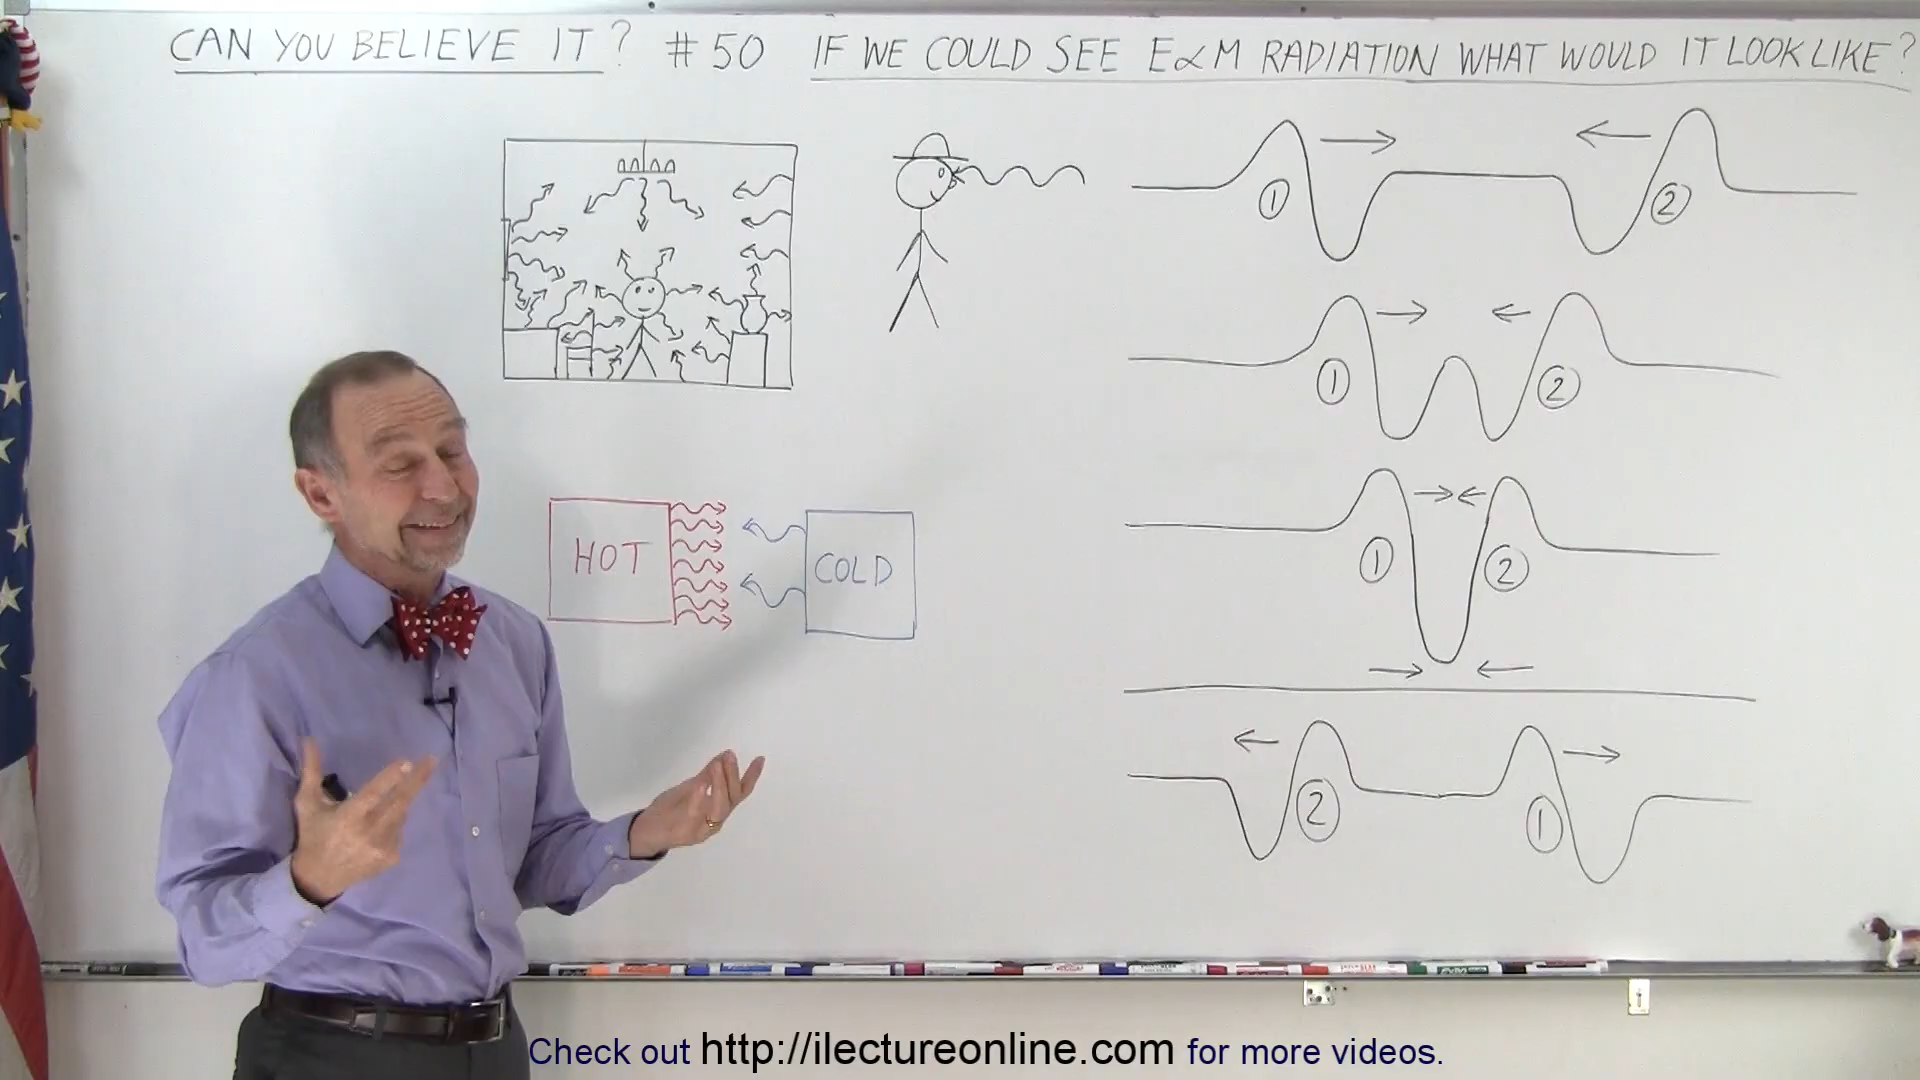 CAN YOU BELIEVE IT? #50 IF WE COULD SEE E∝M RADIATION WHAT WOULD IT LOOK LIKE?
1 2
1 2
HOT COLD
1 2
2 1
Check out http://ilectureonline.com for more videos.